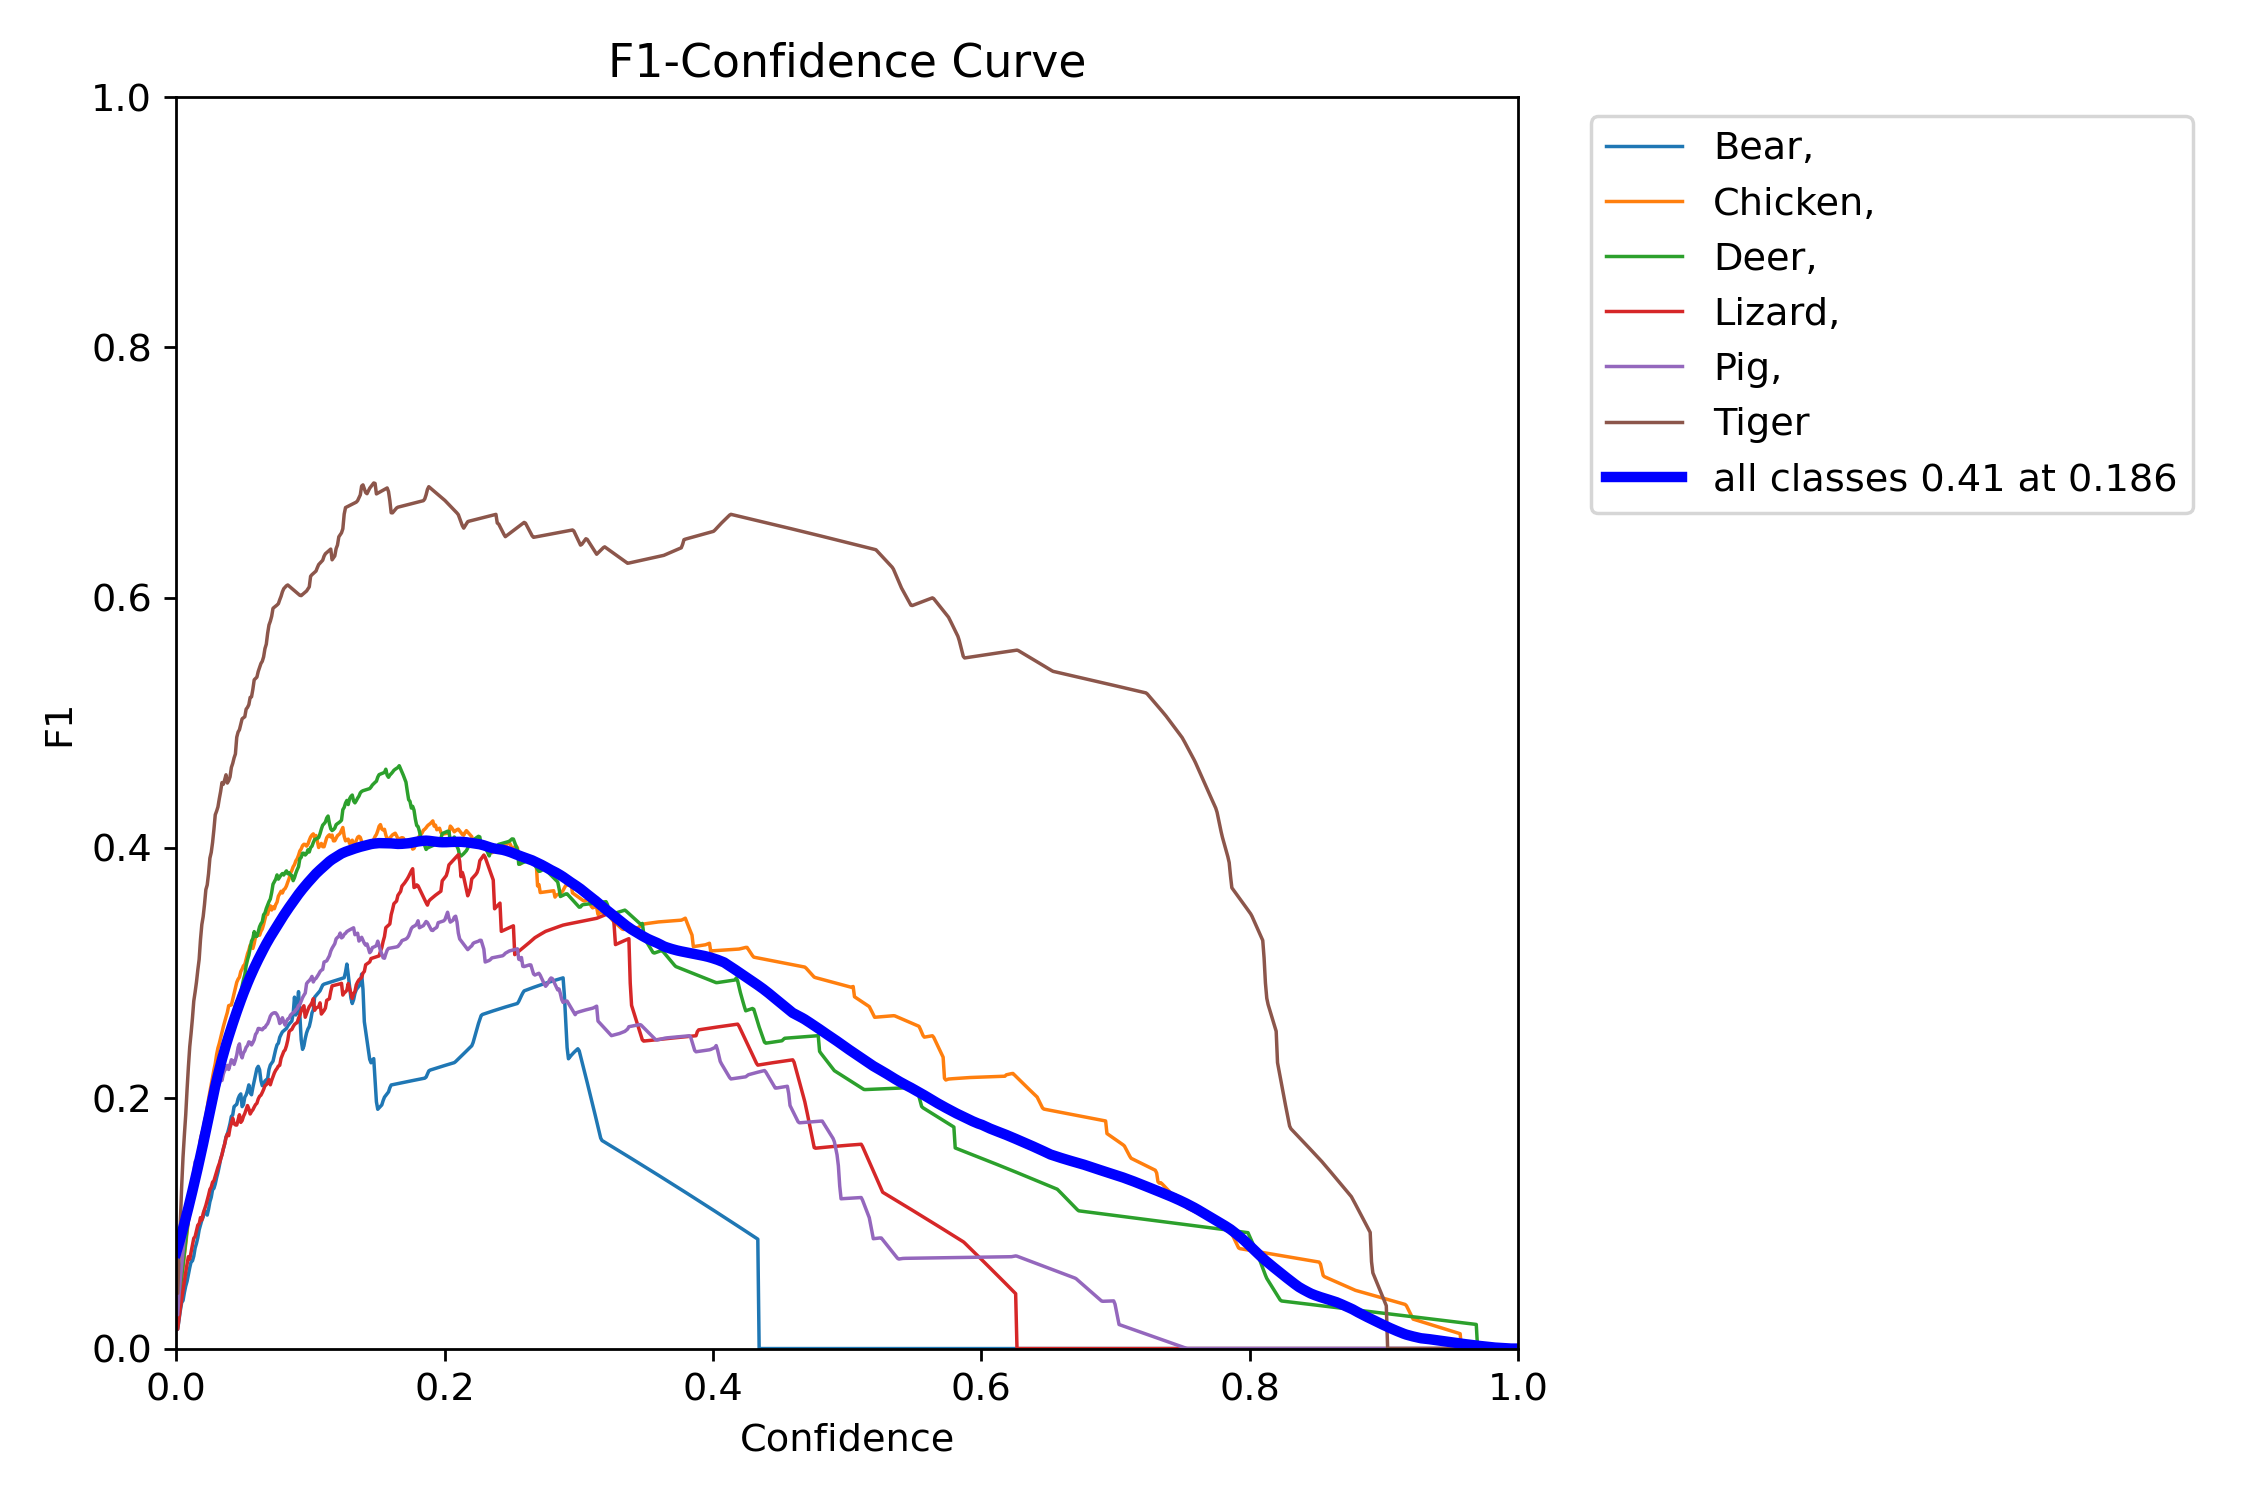 F1-Confidence Curve
1.0
0.8
0.6
0.4
0.2
0.0
F1
0.0 0.2 0.4 0.6 0.8 1.0
Confidence
Bear,
Chicken,
Deer,
Lizard,
Pig,
Tiger
all classes 0.41 at 0.186